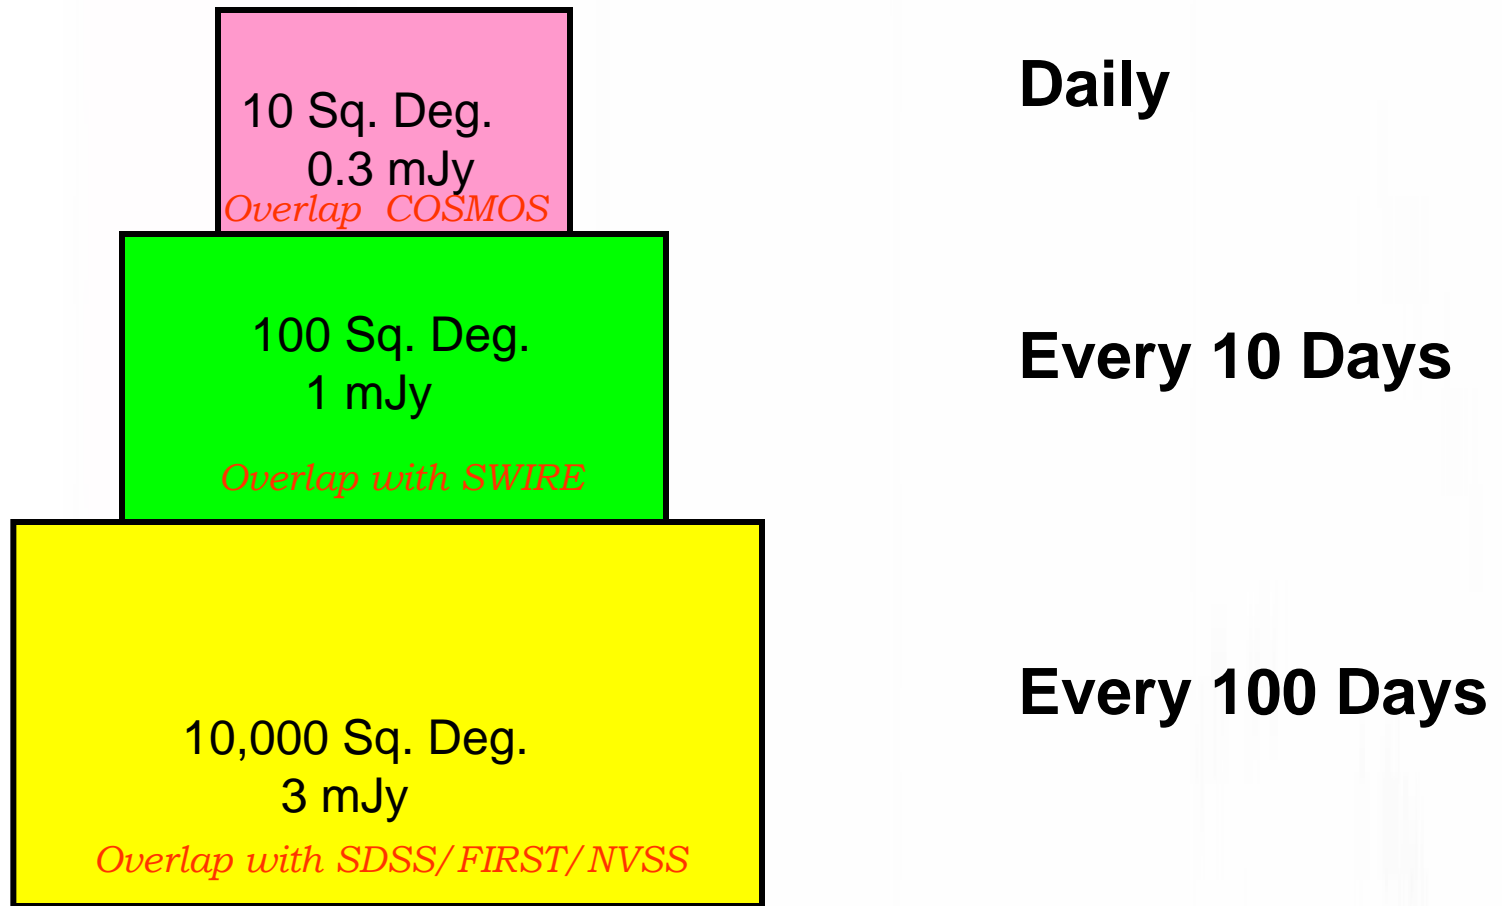 10 Sq. Deg.
0.3 mJy
Overlap COSMOS
Daily
100 Sq. Deg.
1 mJy
Overlap with SWIRE
Every 10 Days
10,000 Sq. Deg.
3 mJy
Overlap with SDSS/FIRST/NVSS
Every 100 Days